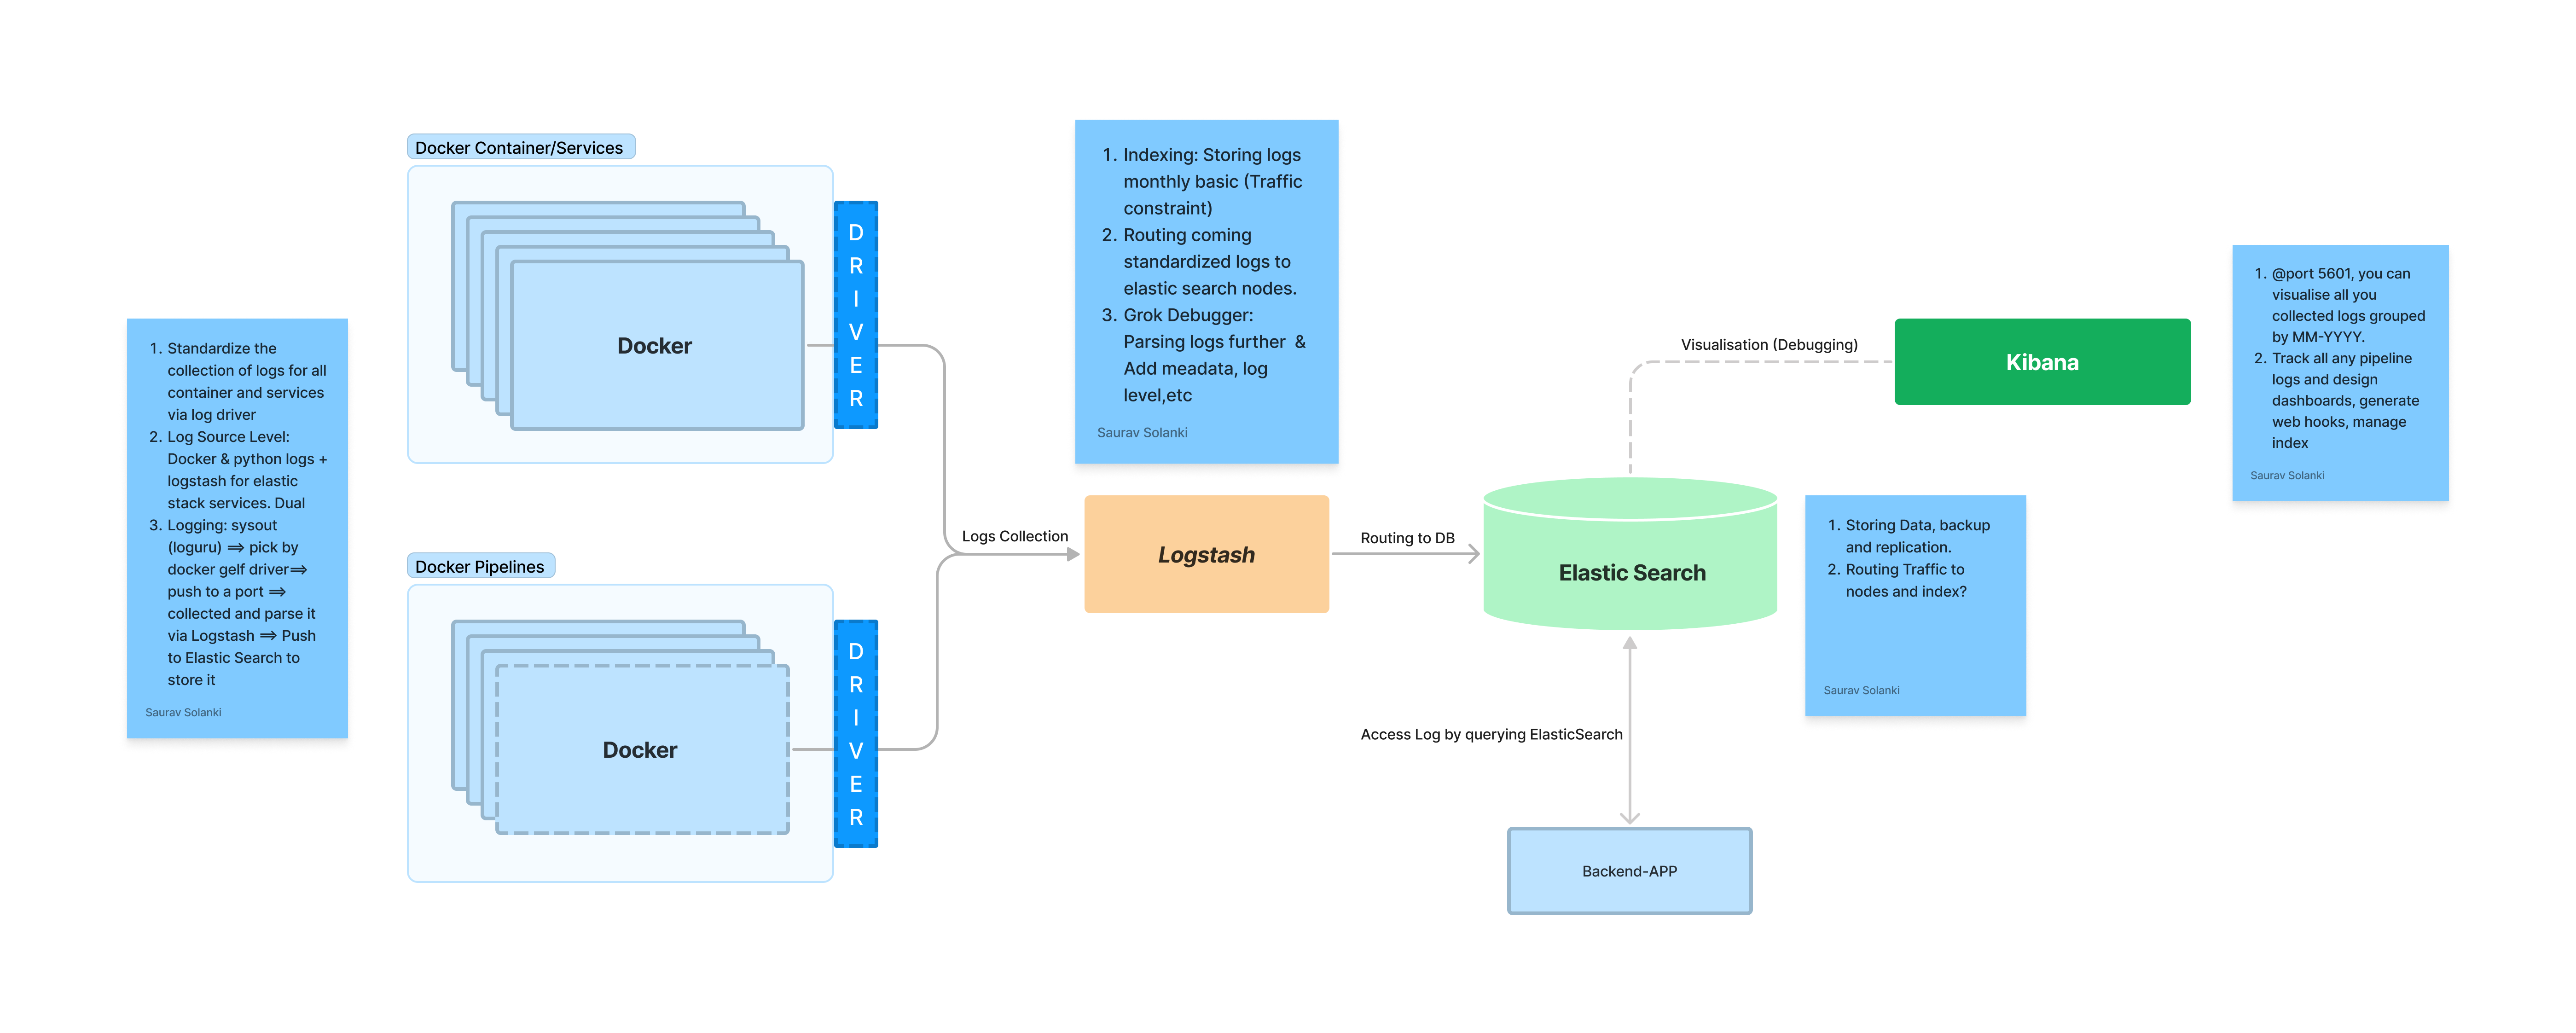 1. Standardize the
collection of logs for all
container and services
via log driver
2. Log Source Level:
Docker & python logs +
logstash for elastic
stack services. Dual
3. Logging: sysout
(loguru) ⟹ pick by
docker gelf driver⟹
push to a port ⟹
collected and parse it
via Logstash ⟹ Push
to Elastic Search to
store it
Saurav Solanki
Docker Container/Services
Docker
D
R
I
V
E
R
Docker Pipelines
Docker
D
R
I
V
E
R
Logs Collection
1. Indexing: Storing logs
monthly basic (Traffic
constraint)
2. Routing coming
standardized logs to
elastic search nodes.
3. Grok Debugger:
Parsing logs further &
Add meadata, log
level,etc
Saurav Solanki
Logstash
Routing to DB
Elastic Search
Visualisation (Debugging)
Kibana
1. @port 5601, you can
visualise all you
collected logs grouped
by MM-YYYY.
2. Track all any pipeline
logs and design
dashboards, generate
web hooks, manage
index
Saurav Solanki
1. Storing Data, backup
and replication.
2. Routing Traffic to
nodes and index?
Saurav Solanki
Access Log by querying ElasticSearch
Backend-APP